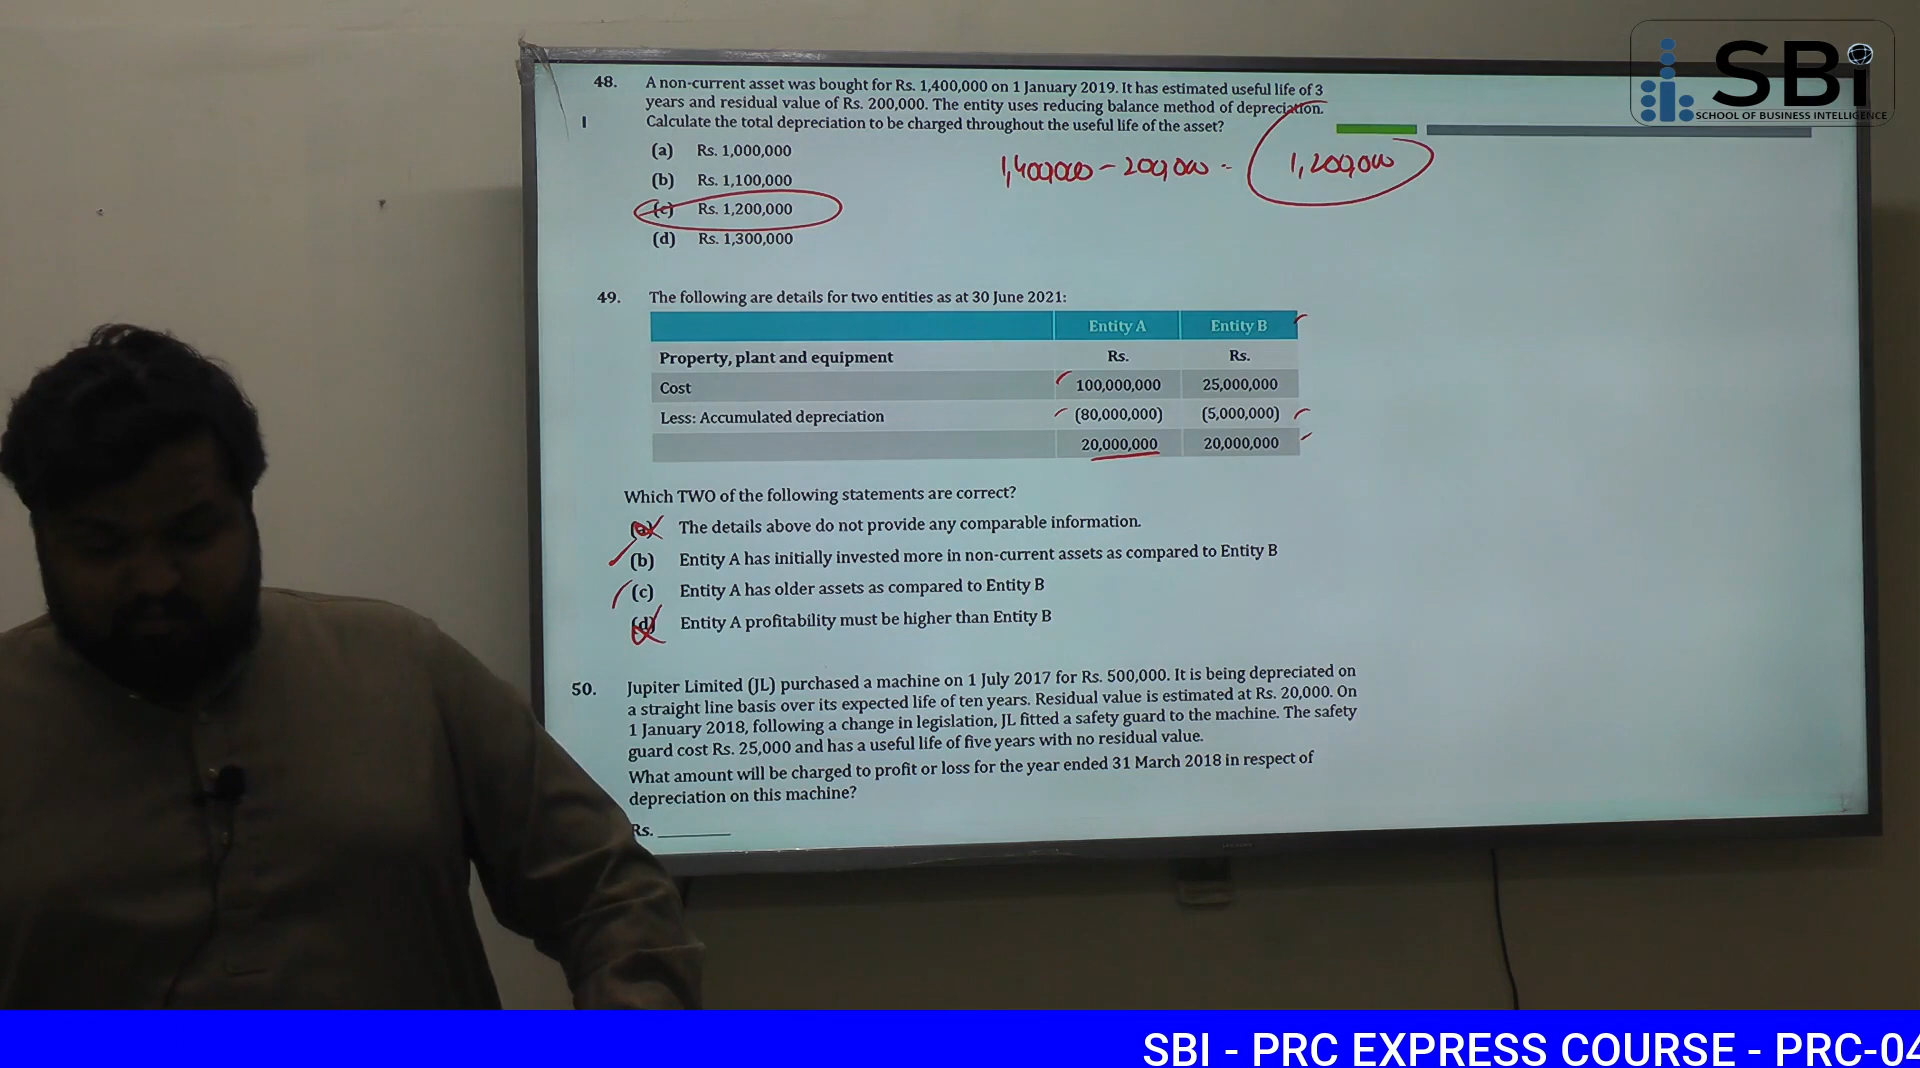 SBi
SCHOOL OF BUSINESS INTELLIGENCE
48. A non-current asset was bought for Rs. 1,400,000 on 1 January 2019. It has estimated useful life of 3
years and residual value of Rs. 200,000. The entity uses reducing balance method of depreciation.
Calculate the total depreciation to be charged throughout the useful life of the asset?
(a) Rs. 1,000,000
1,400,000 - 200,000 = 1,200,000
(b) Rs. 1,100,000
(c) Rs. 1,200,000
(d) Rs. 1,300,000
49. The following are details for two entities as at 30 June 2021:
Entity A Entity B
Property, plant and equipment Rs. Rs.
Cost 100,000,000 25,000,000
Less: Accumulated depreciation (80,000,000) (5,000,000)
20,000,000 20,000,000
Which TWO of the following statements are correct?
(a) The details above do not provide any comparable information.
(b) Entity A has initially invested more in non-current assets as compared to Entity B
(c) Entity A has older assets as compared to Entity B
(d) Entity A profitability must be higher than Entity B
50. Jupiter Limited (JL) purchased a machine on 1 July 2017 for Rs. 500,000. It is being depreciated on
a straight line basis over its expected life of ten years. Residual value is estimated at Rs. 20,000. On
1 January 2018, following a change in legislation, JL fitted a safety guard to the machine. The safety
guard cost Rs. 25,000 and has a useful life of five years with no residual value.
What amount will be charged to profit or loss for the year ended 31 March 2018 in respect of
depreciation on this machine?
Rs. ________
SBI - PRC EXPRESS COURSE - PRC-04